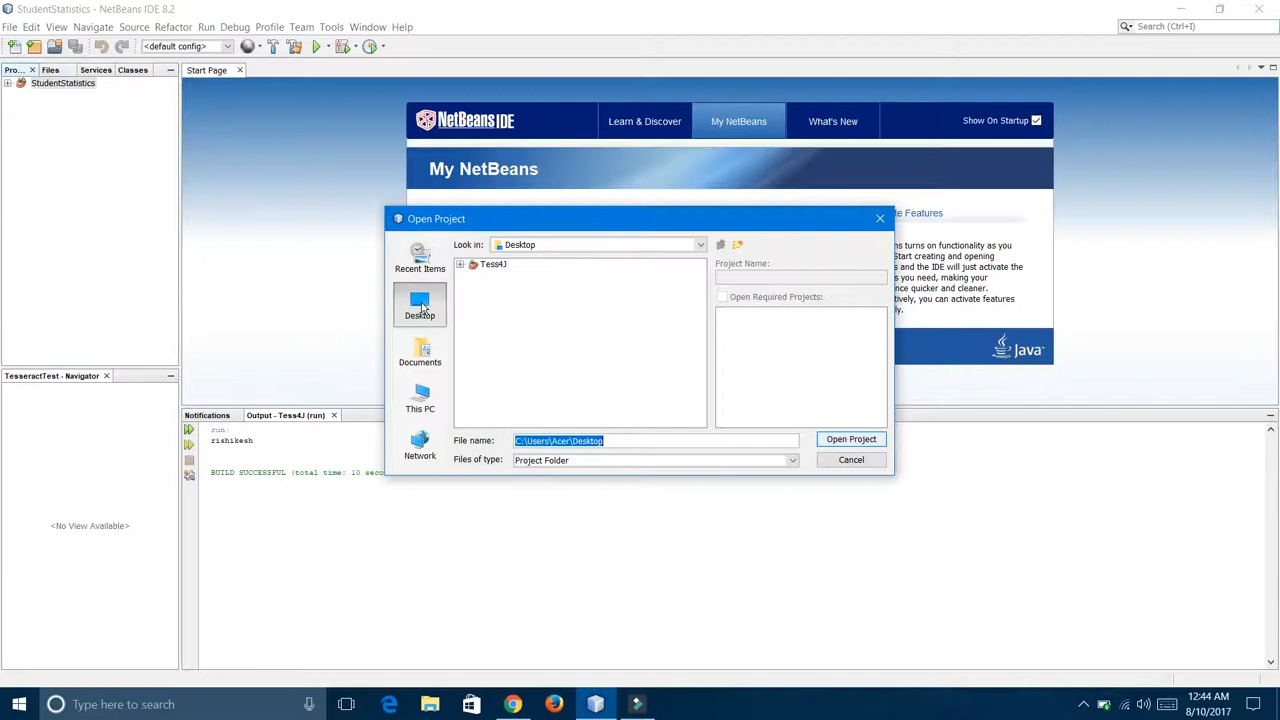 StudentStatistics - NetBeans IDE 8.2
File Edit View Navigate Source Refactor Run Debug Profile Team Tools Window Help
Search (Ctrl+I)
<default config>
Pro... Files Services Classes
Start Page
StudentStatistics
NetBeans IDE
Learn & Discover
My NetBeans
What's New
Show On Startup
My NetBeans
Open Project
te Features
Look in: Desktop
Recent Items
Tess4J
Project Name:
Open Required Projects:
Desktop
Documents
This PC
Network
File name: C:\Users\Acer\Desktop
Open Project
Files of type: Project Folder
Cancel
ns turns on functionality as you
Start creating and opening
and the IDE will just activate the
s you need, making your
nce quicker and cleaner.
tively, you can activate features
ly.
Java
TesseractTest - Navigator
<No View Available>
Notifications Output - Tess4J (run)
run:
rishikesh
BUILD SUCCESSFUL (total time: 10 seco
Type here to search
12:44 AM
8/10/2017